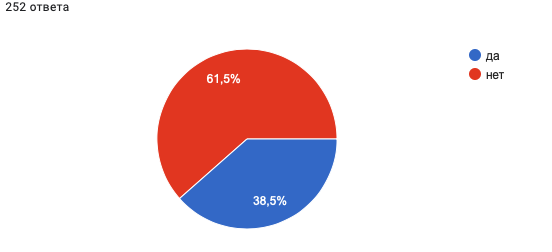 252 ответа
да
нет
61,5%
38,5%